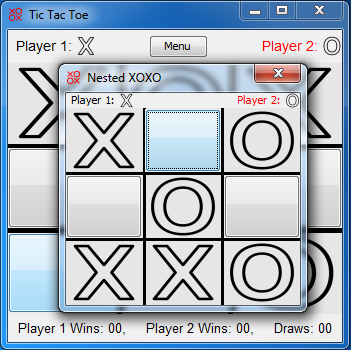 Tic Tac Toe
Player 1: X Menu Player 2: O
Nested XOXO
Player 1: X Player 2: O
X O
O
X X O
Player 1 Wins: 00, Player 2 Wins: 00, Draws: 00